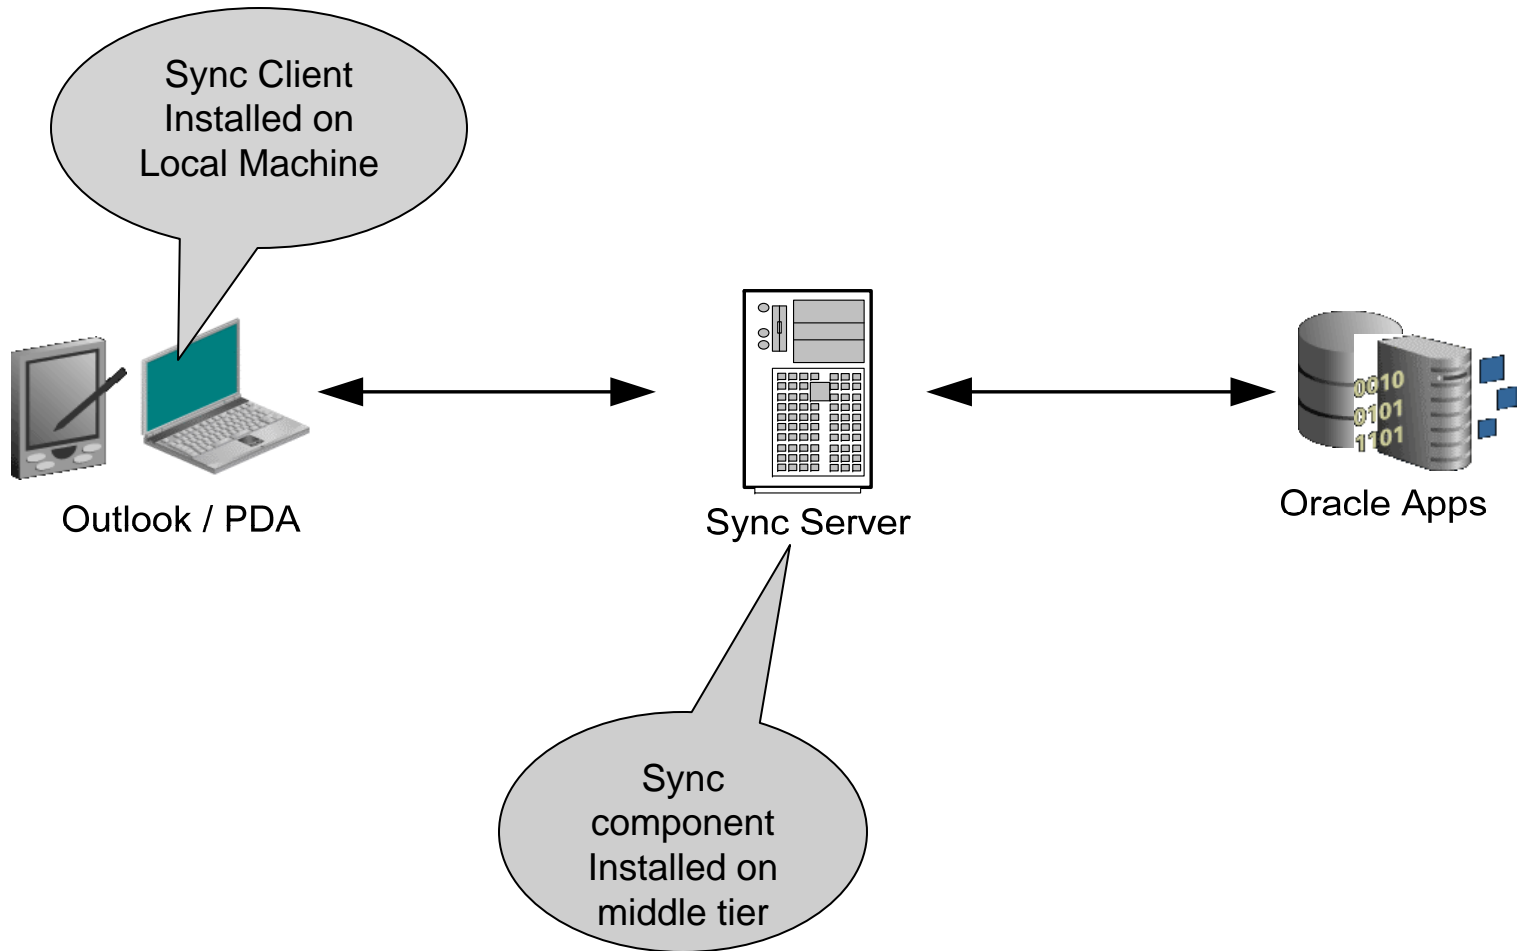 Sync Client
Installed on
Local Machine
0010
0101
1101
Outlook / PDA
Sync Server
Oracle Apps
Sync
component
Installed on
middle tier